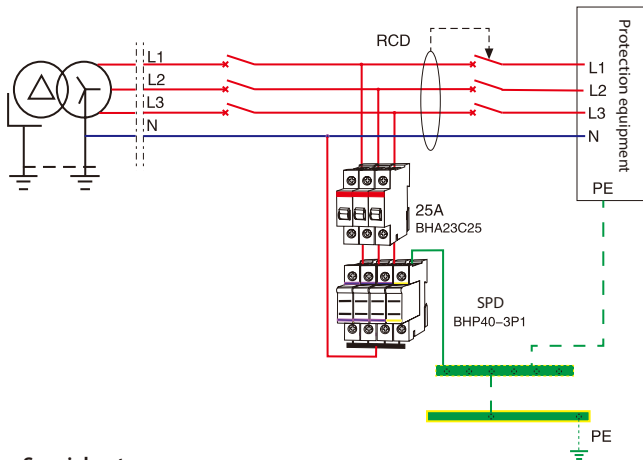 RCD
L1
L2
L3
N
L1
L2
L3
N
Protection equipment
PE
25A
BHA23C25
SPD
BHP40-3P1
PE